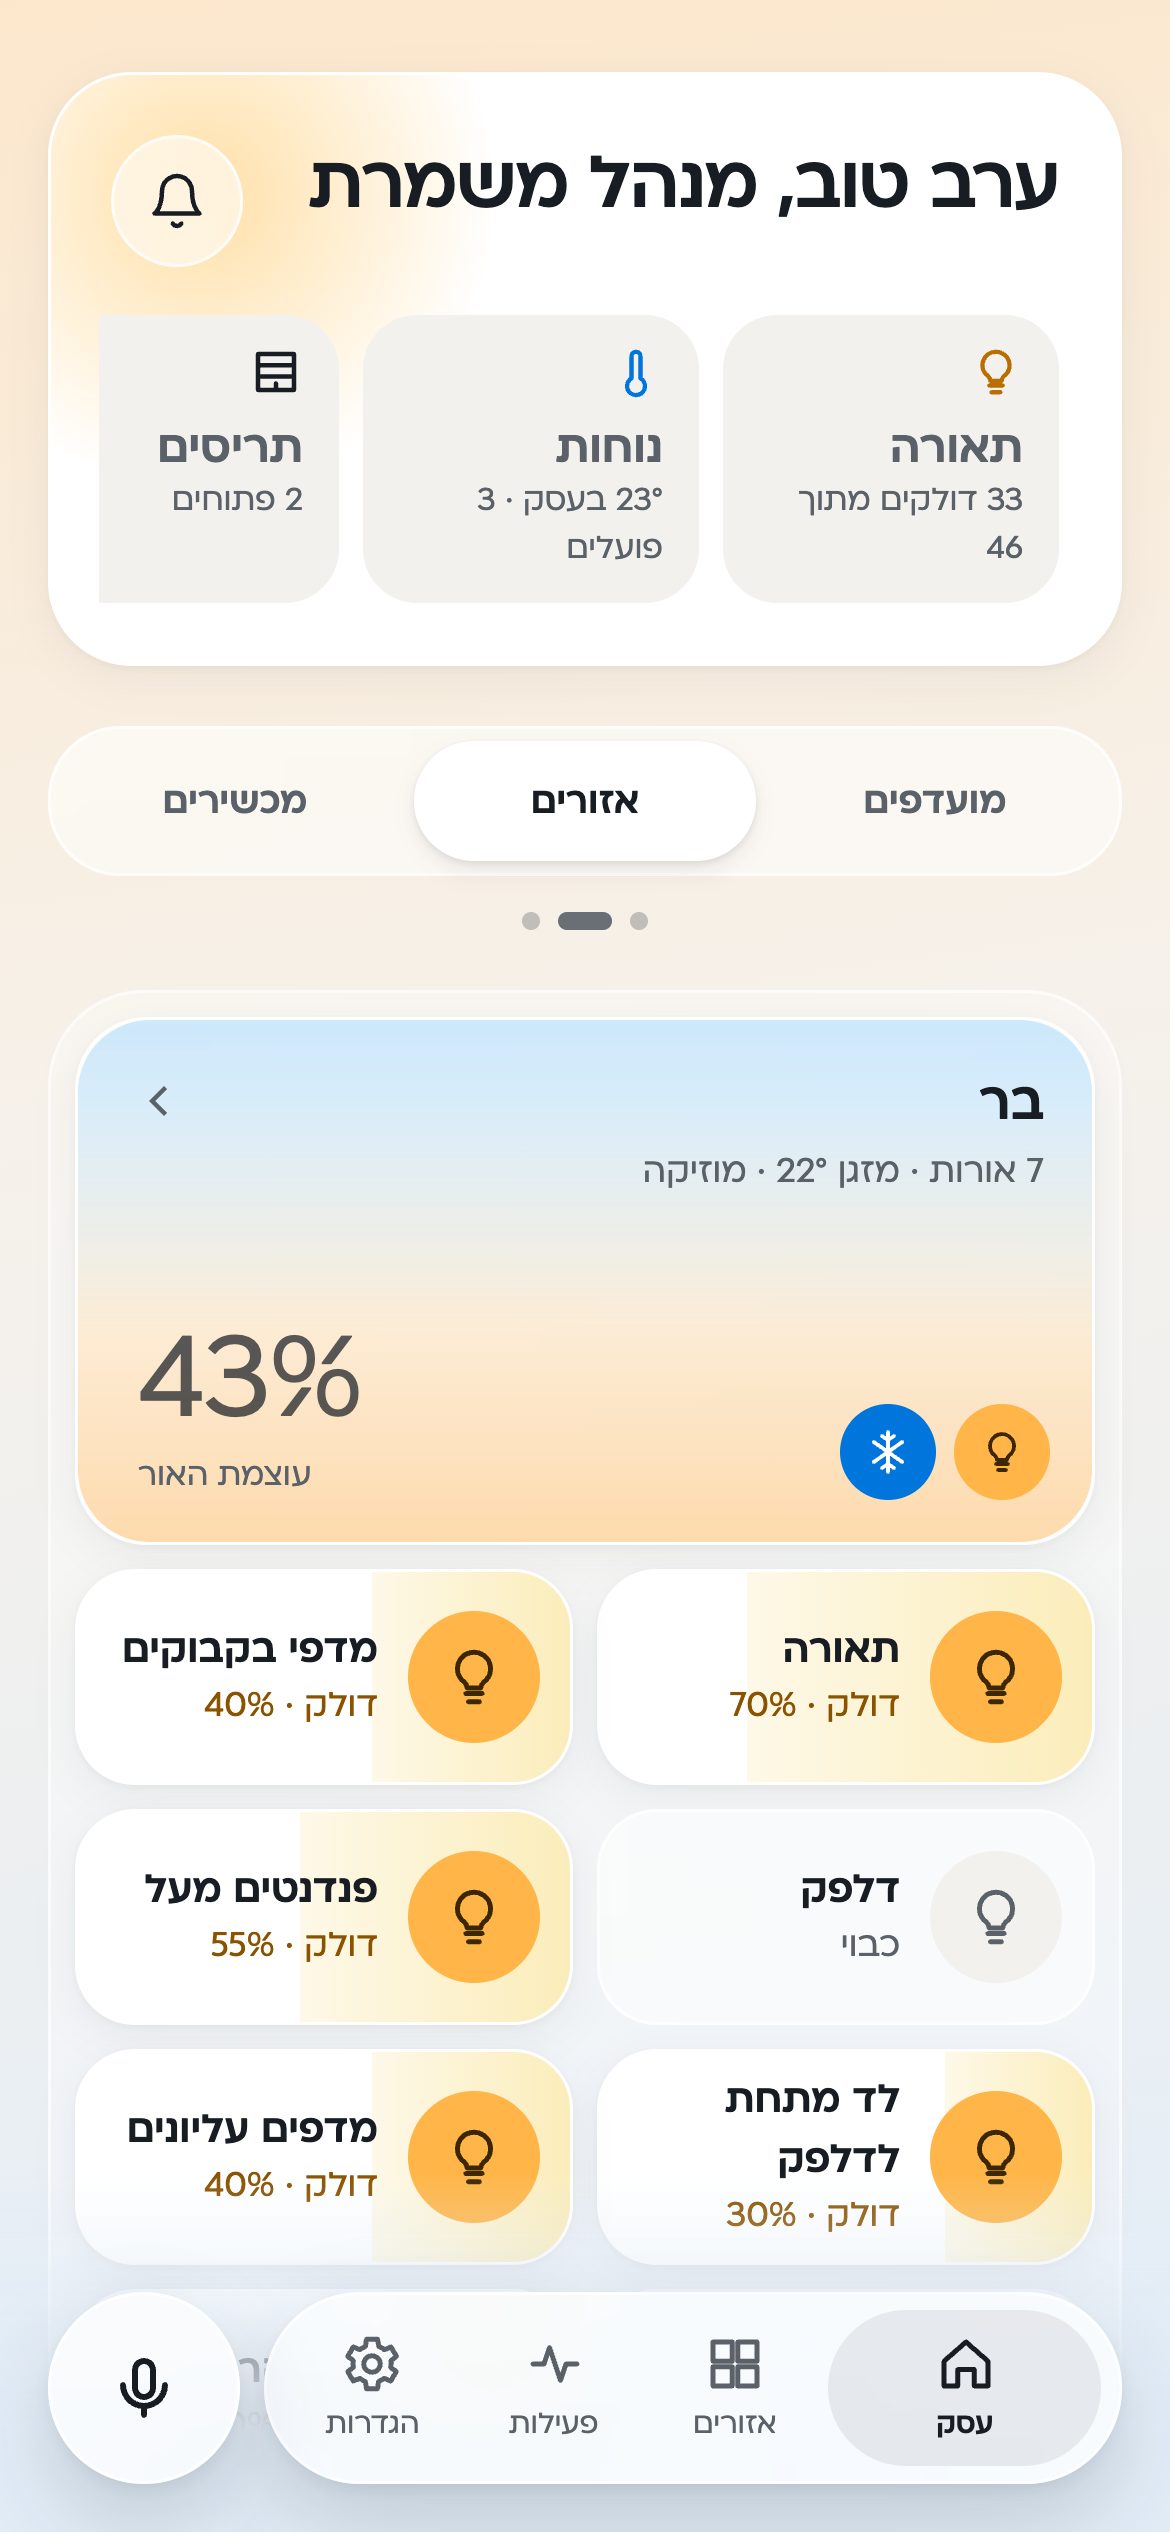 ערב טוב, מנהל משמרת
תאורה
33 דולקים מתוך
46
נוחות
23° בעסק · 3
פועלים
תריסים
2 פתוחים
מועדפים
אזורים
מכשירים
בר
7 אורות · מזגן 22° · מוזיקה
43%
עוצמת האור
תאורה
דולק · 70%
מדפי בקבוקים
דולק · 40%
דלפק
כבוי
פנדנטים מעל
דולק · 55%
לד מתחת
לדלפק
דולק · 30%
מדפים עליונים
דולק · 40%
עסק
אזורים
פעילות
הגדרות